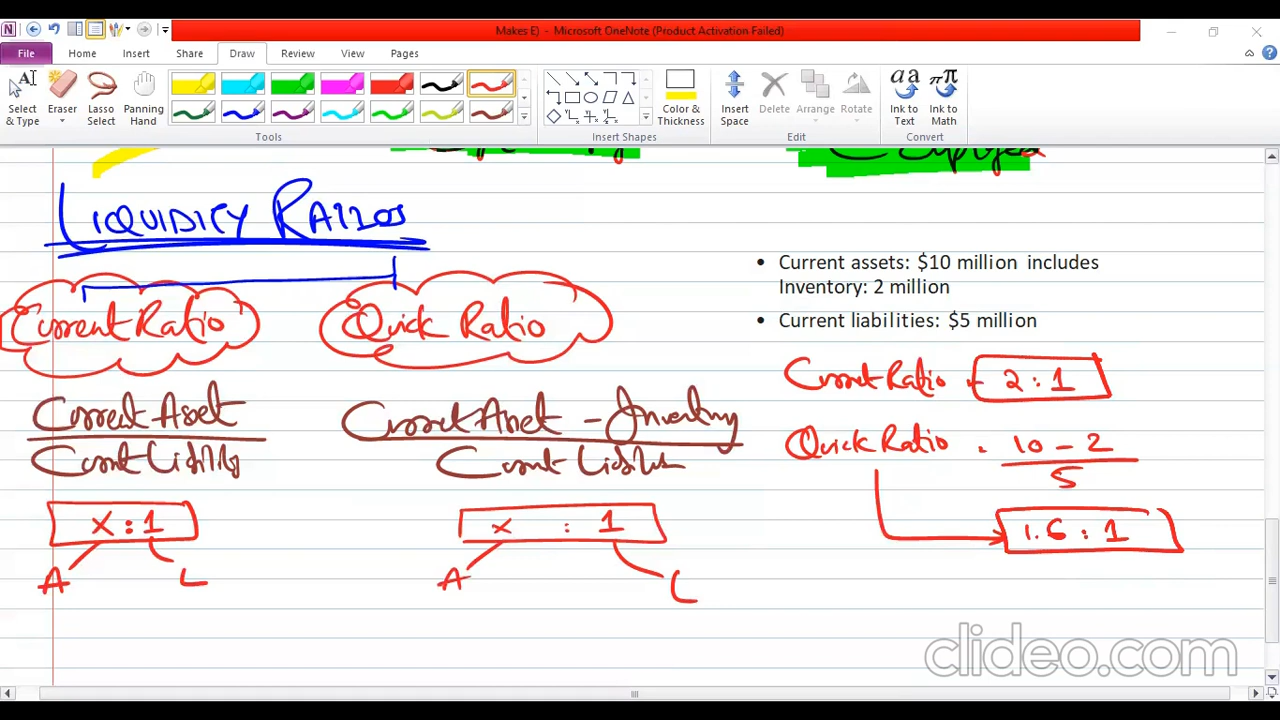 Makes E) - Microsoft OneNote (Product Activation Failed)
File Home Insert Share Draw Review View Pages
Select & Type
Eraser
Lasso Select
Panning Hand
Color & Thickness
Insert Space
Delete
Arrange
Rotate
Ink to Text
Ink to Math
Tools
Insert Shapes
Edit
Convert
LIQUIDITY RATIOS
Current Ratio
Quick Ratio
Current Asset
Current Liability
x : 1
A L
Current Asset - Inventory
Current Liabilities
x : 1
A L
• Current assets: $10 million includes
Inventory: 2 million
• Current liabilities: $5 million
Current Ratio = 2 : 1
Quick Ratio = 10 - 2
5
1.6 : 1
clideo.com